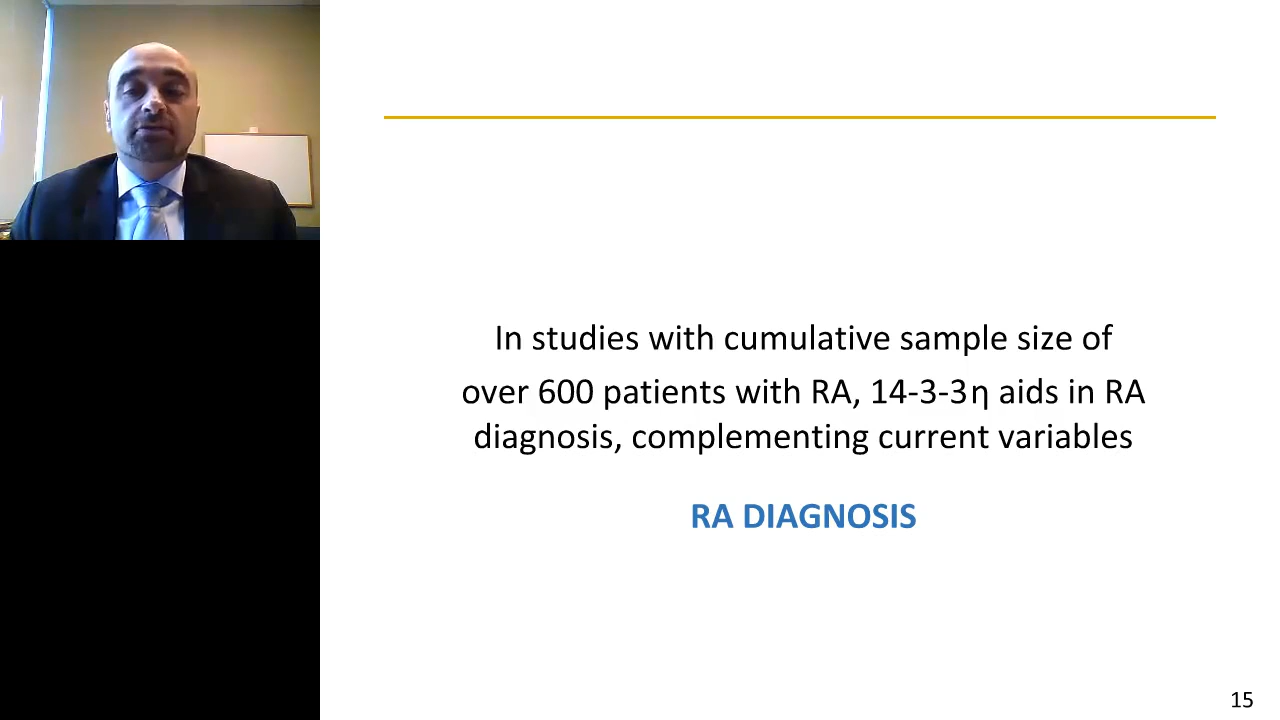 In studies with cumulative sample size of
over 600 patients with RA, 14-3-3η aids in RA
diagnosis, complementing current variables
RA DIAGNOSIS
15